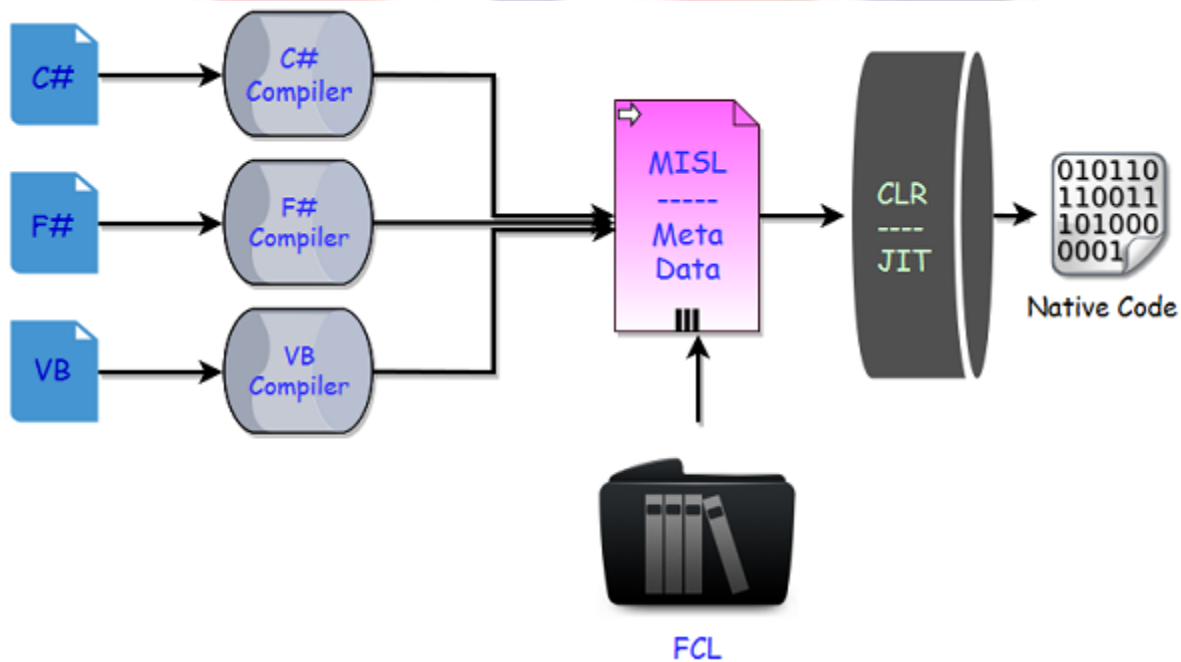 C#
C#
Compiler
F#
F#
Compiler
VB
VB
Compiler
MISL
-----
Meta
Data
CLR
----
JIT
010110
110011
101000
0001
Native Code
FCL